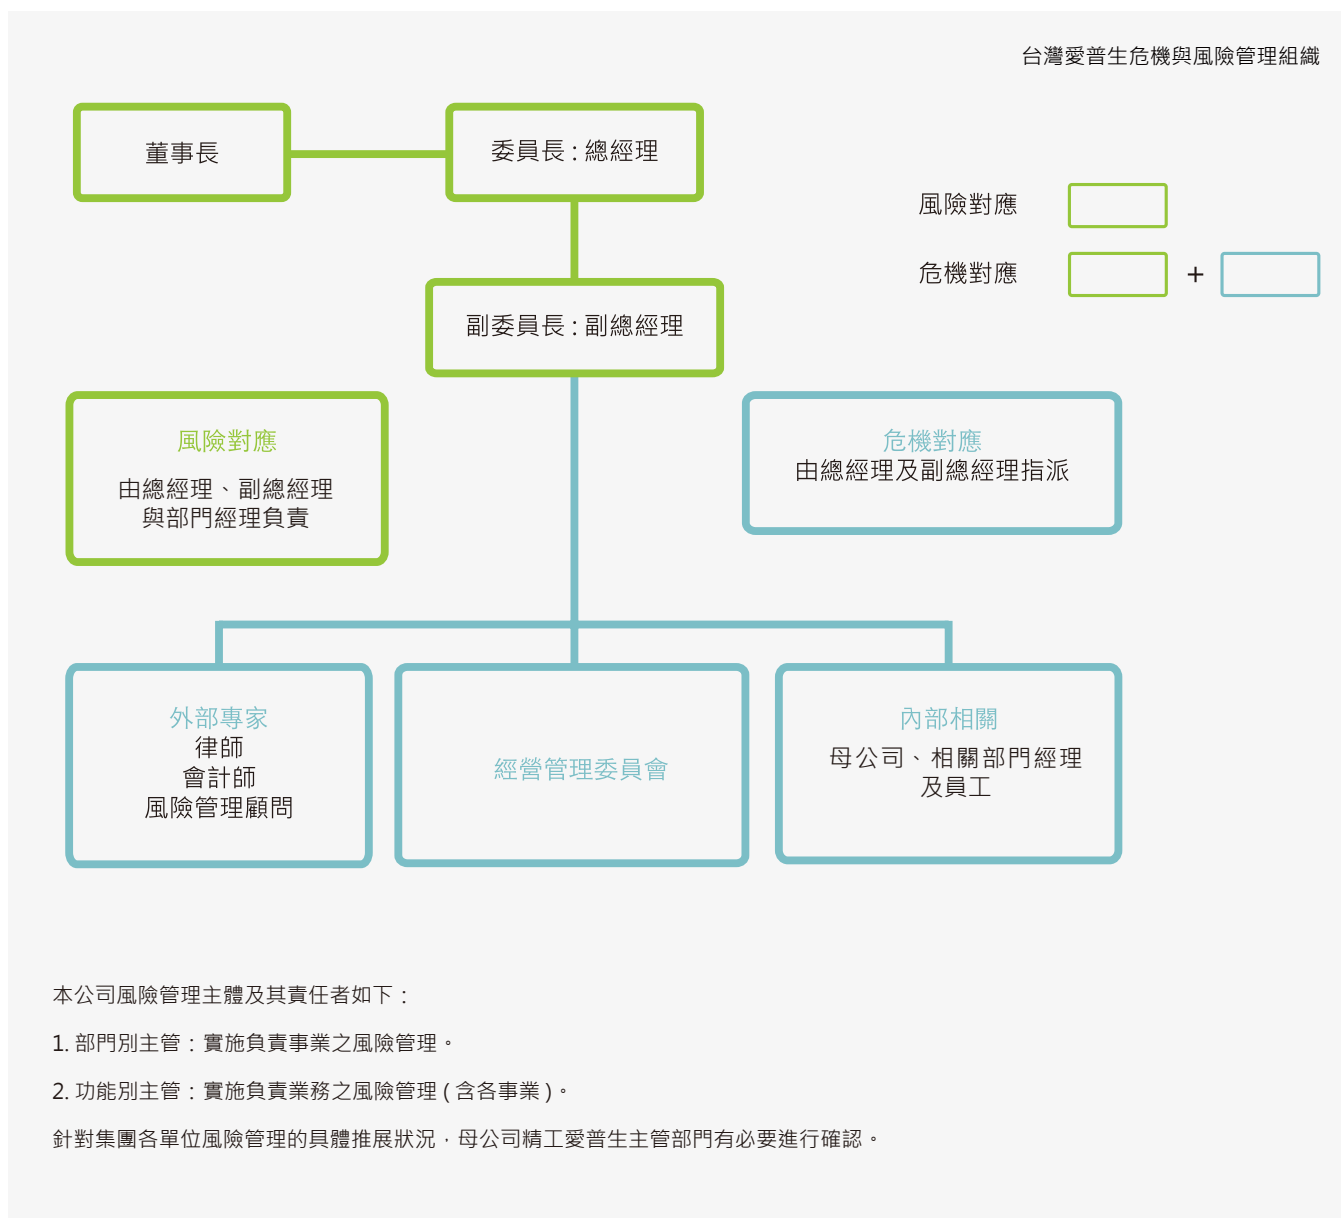 台灣愛普生危機與風險管理組織
董事長
委員長 : 總經理
風險對應
危機對應
+
副委員長 : 副總經理
風險對應
由總經理、副總經理
與部門經理負責
危機對應
由總經理及副總經理指派
外部專家
律師
會計師
風險管理顧問
經營管理委員會
內部相關
母公司、相關部門經理
及員工
本公司風險管理主體及其責任者如下：
1. 部門別主管：實施負責事業之風險管理。
2. 功能別主管：實施負責業務之風險管理 ( 含各事業 )。
針對集團各單位風險管理的具體推展狀況，母公司精工愛普生主管部門有必要進行確認。